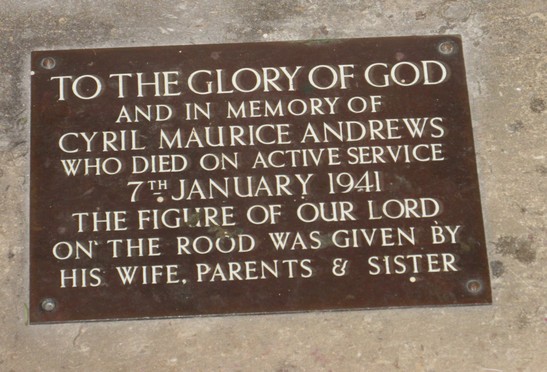 TO THE GLORY OF GOD
AND IN MEMORY OF
CYRIL MAURICE ANDREWS
WHO DIED ON ACTIVE SERVICE
7TH JANUARY 1941
THE FIGURE OF OUR LORD
ON THE ROOD WAS GIVEN BY
HIS WIFE, PARENTS & SISTER